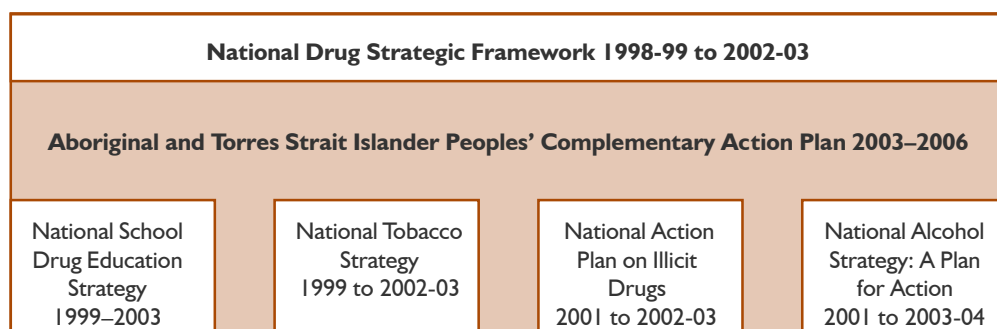 National Drug Strategic Framework 1998-99 to 2002-03
Aboriginal and Torres Strait Islander Peoples’ Complementary Action Plan 2003–2006
National School
Drug Education
Strategy
1999–2003
National Tobacco
Strategy
1999 to 2002-03
National Action
Plan on Illicit
Drugs
2001 to 2002-03
National Alcohol
Strategy: A Plan
for Action
2001 to 2003-04